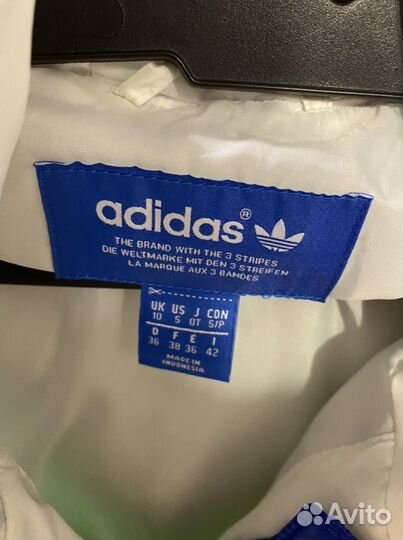 adidas®
THE BRAND WITH THE 3 STRIPES
DIE WELTMARKE MIT DEN 3 STREIFEN
LA MARQUE AUX 3 BANDES
UK US J CDN
10 S OT S/P
D F E I
36 38 36 42
MADE IN
INDONESIA
Avito